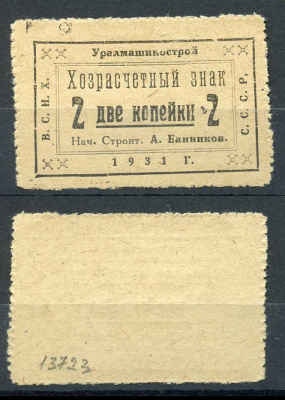 Уралмашинострой
В. С. Н. Х.
Хозрасчетный знак
2 две копейки 2
Нач. Строит. А. Банников.
С. С. С. Р,
1931 г.
13723